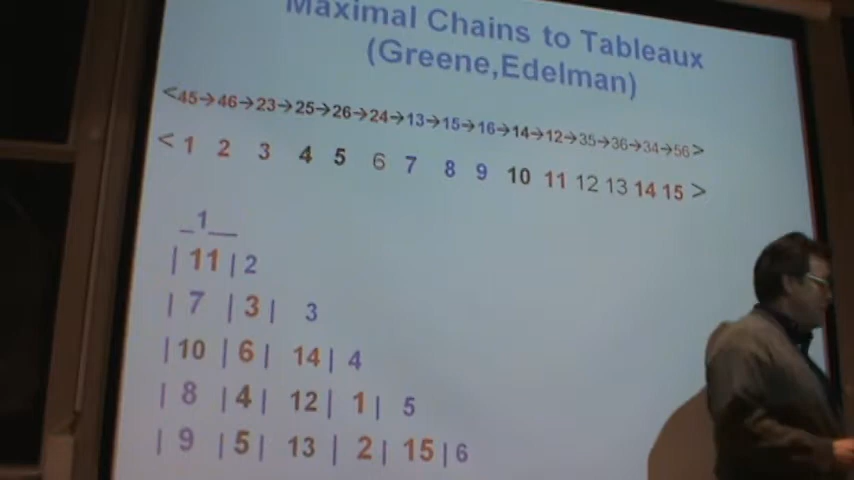 Maximal Chains to Tableaux
(Greene,Edelman)
<45→46→23→25→26→24→13→15→16→14→12→35→36→34→56>
< 1 2 3 4 5 6 7 8 9 10 11 12 13 14 15 >
_1__
| 11 | 2
| 7 | 3 | 3
| 10 | 6 | 14 | 4
| 8 | 4 | 12 | 1 | 5
| 9 | 5 | 13 | 2 | 15 | 6